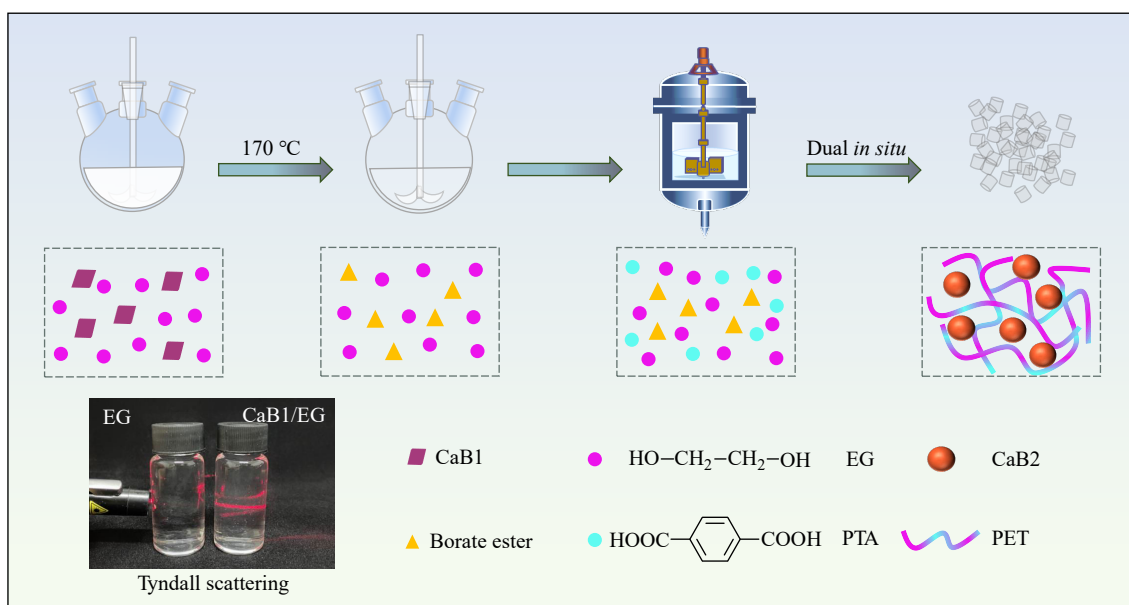 170 °C
Dual in situ
EG
CaB1/EG
Tyndall scattering
CaB1
HO–CH2–CH2–OH
EG
CaB2
Borate ester
HOOC
COOH
PTA
PET